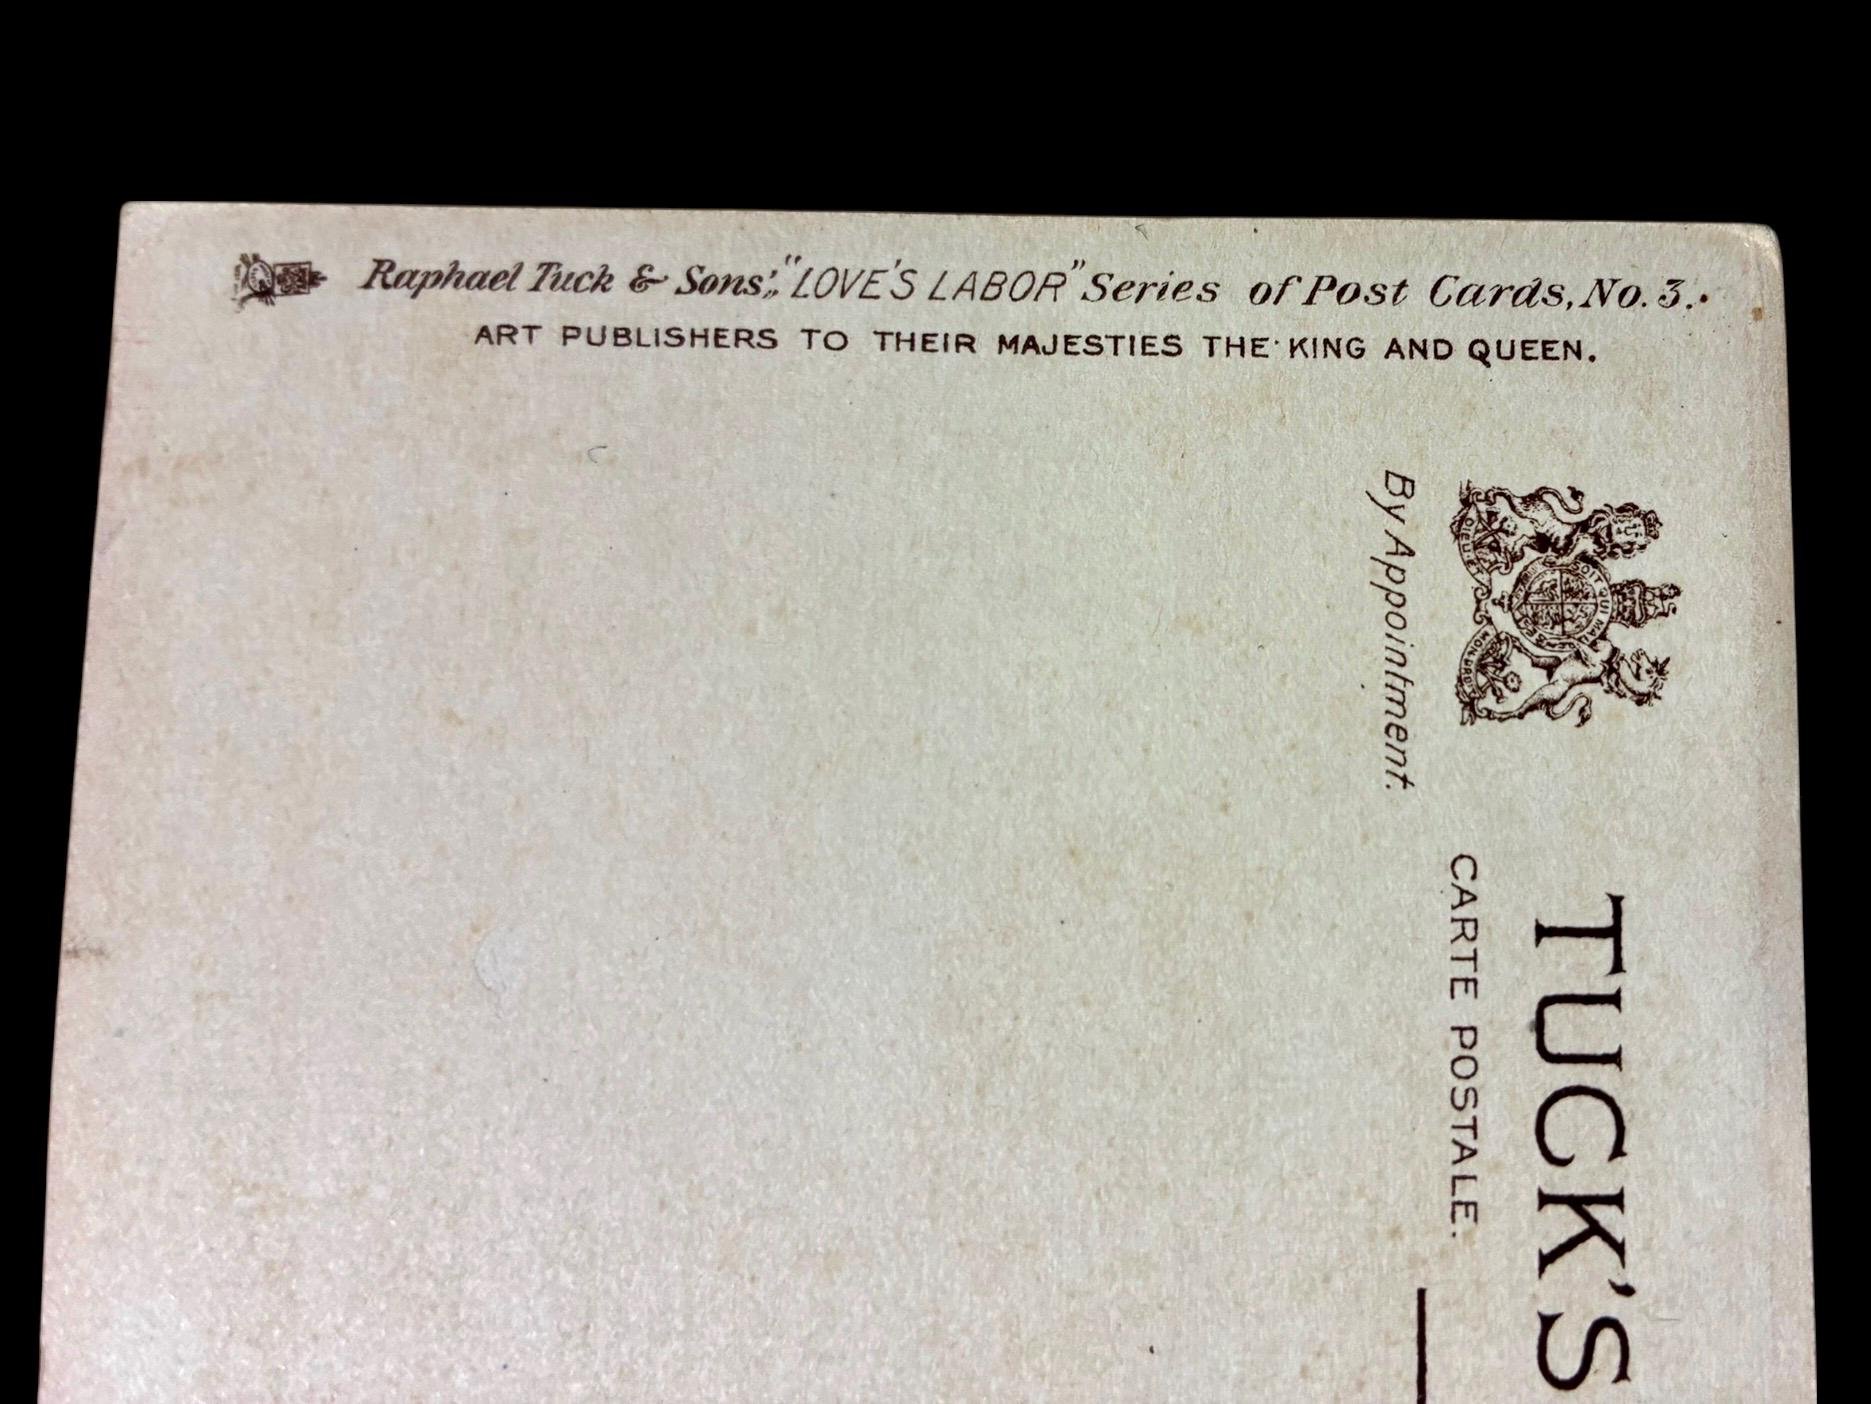 Raphael Tuck & Sons', "LOVE'S LABOR" Series of Post Cards, No. 3.
ART PUBLISHERS TO THEIR MAJESTIES THE KING AND QUEEN.
By Appointment.
TUCK'S
CARTE POSTALE.